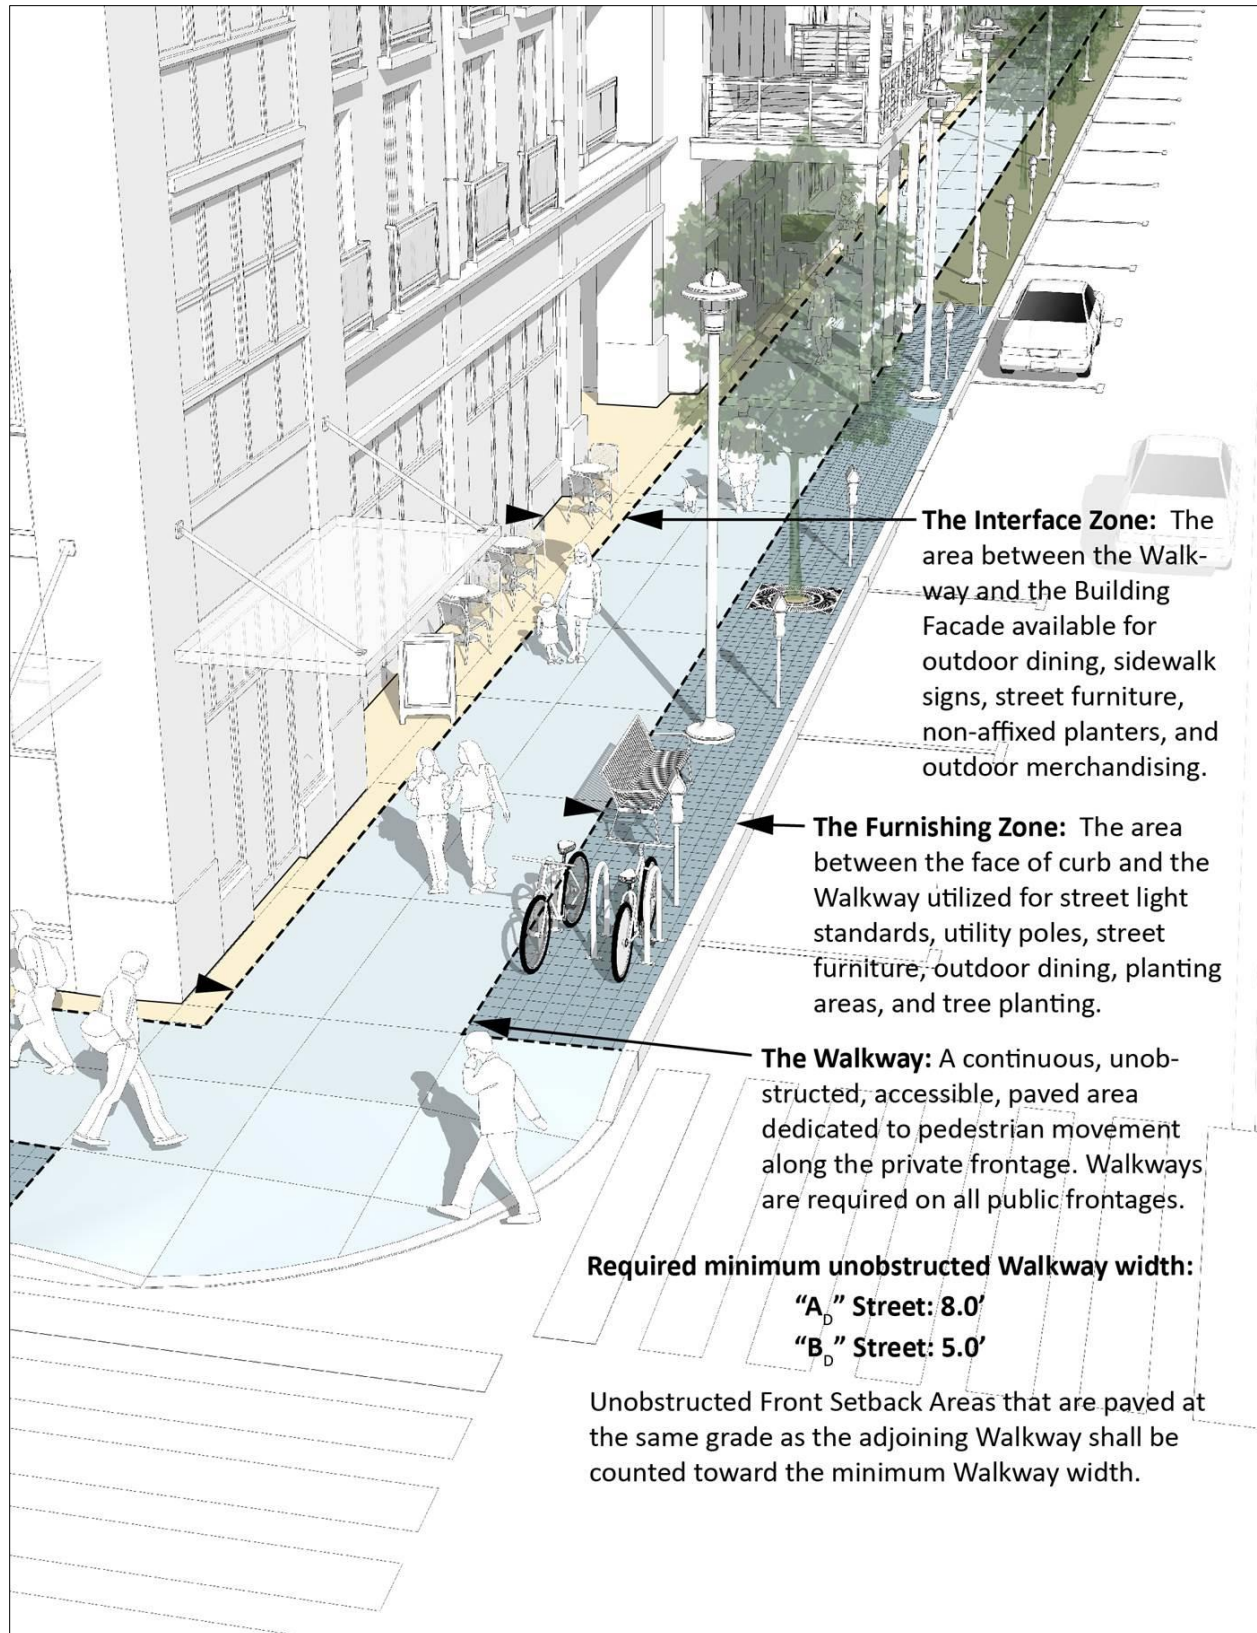 The Interface Zone: The
area between the Walk-
way and the Building
Facade available for
outdoor dining, sidewalk
signs, street furniture,
non-affixed planters, and
outdoor merchandising.
The Furnishing Zone: The area
between the face of curb and the
Walkway utilized for street light
standards, utility poles, street
furniture, outdoor dining, planting
areas, and tree planting.
The Walkway: A continuous, unob-
structed, accessible, paved area
dedicated to pedestrian movement
along the private frontage. Walkways
are required on all public frontages.
Required minimum unobstructed Walkway width:
“A_D” Street: 8.0’
“B_D” Street: 5.0’
Unobstructed Front Setback Areas that are paved at
the same grade as the adjoining Walkway shall be
counted toward the minimum Walkway width.